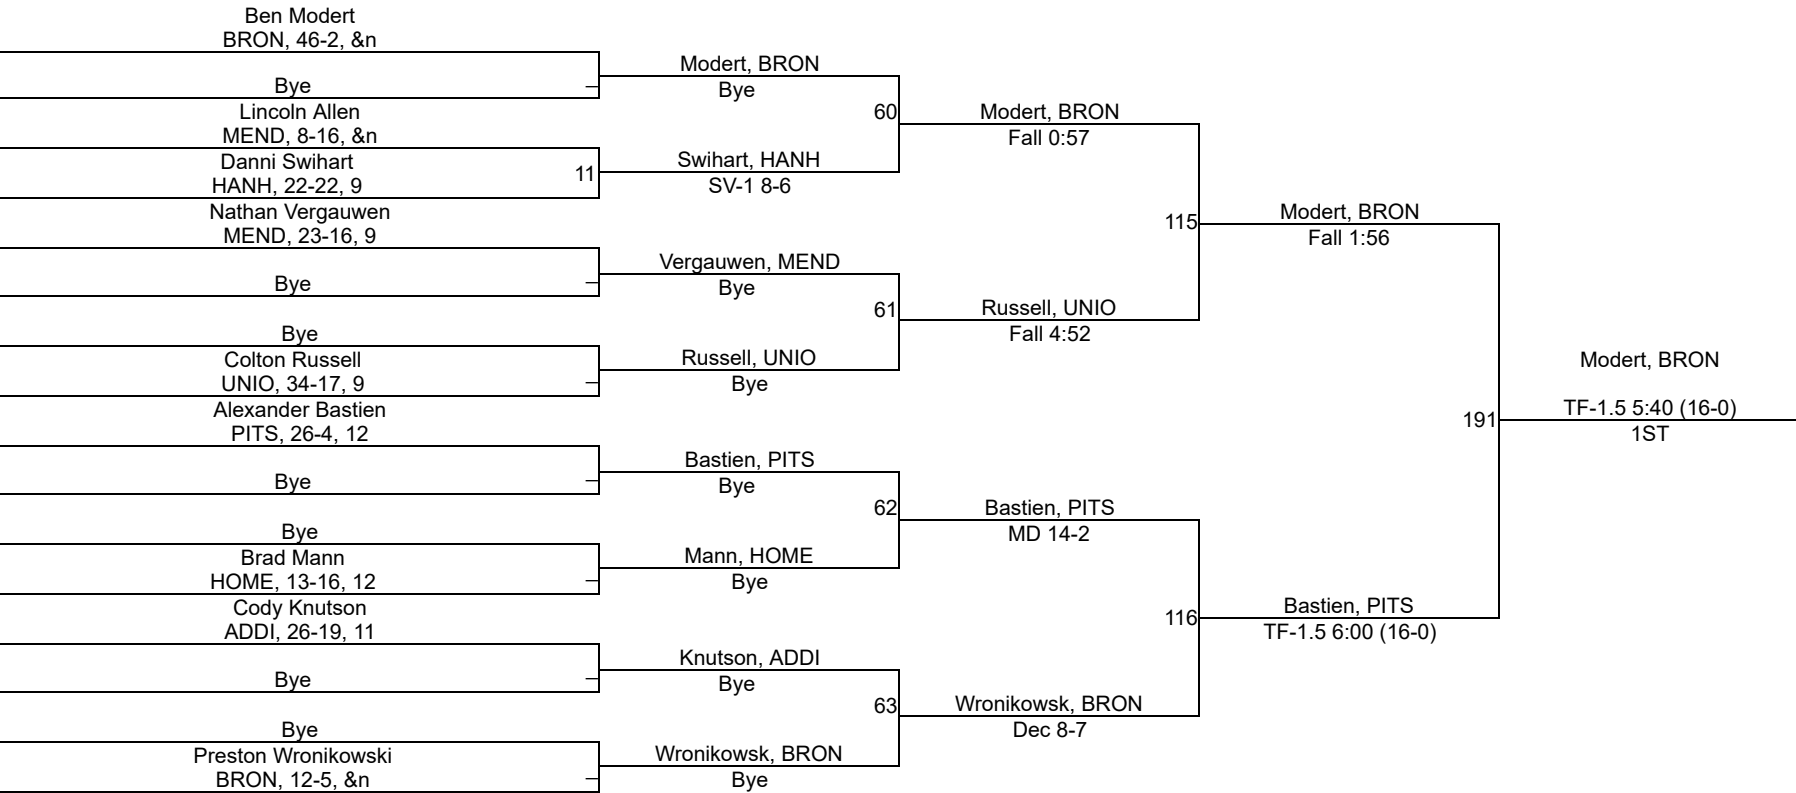 Ben Modert
BRON, 46-2, &n
Bye
Lincoln Allen
MEND, 8-16, &n
Danni Swihart
HANH, 22-22, 9
11
Nathan Vergauwen
MEND, 23-16, 9
Bye
Bye
Colton Russell
UNIO, 34-17, 9
Alexander Bastien
PITS, 26-4, 12
Bye
Bye
Brad Mann
HOME, 13-16, 12
Cody Knutson
ADDI, 26-19, 11
Bye
Bye
Preston Wronikowski
BRON, 12-5, &n
Modert, BRON
Bye
60
Swihart, HANH
SV-1 8-6
Vergauwen, MEND
Bye
61
Russell, UNIO
Bye
Bastien, PITS
Bye
62
Mann, HOME
Bye
Knutson, ADDI
Bye
63
Wronikowsk, BRON
Bye
Modert, BRON
Fall 0:57
115
Russell, UNIO
Fall 4:52
Bastien, PITS
MD 14-2
116
Wronikowsk, BRON
Dec 8-7
Modert, BRON
Fall 1:56
191
Bastien, PITS
TF-1.5 6:00 (16-0)
Modert, BRON
TF-1.5 5:40 (16-0)
1ST